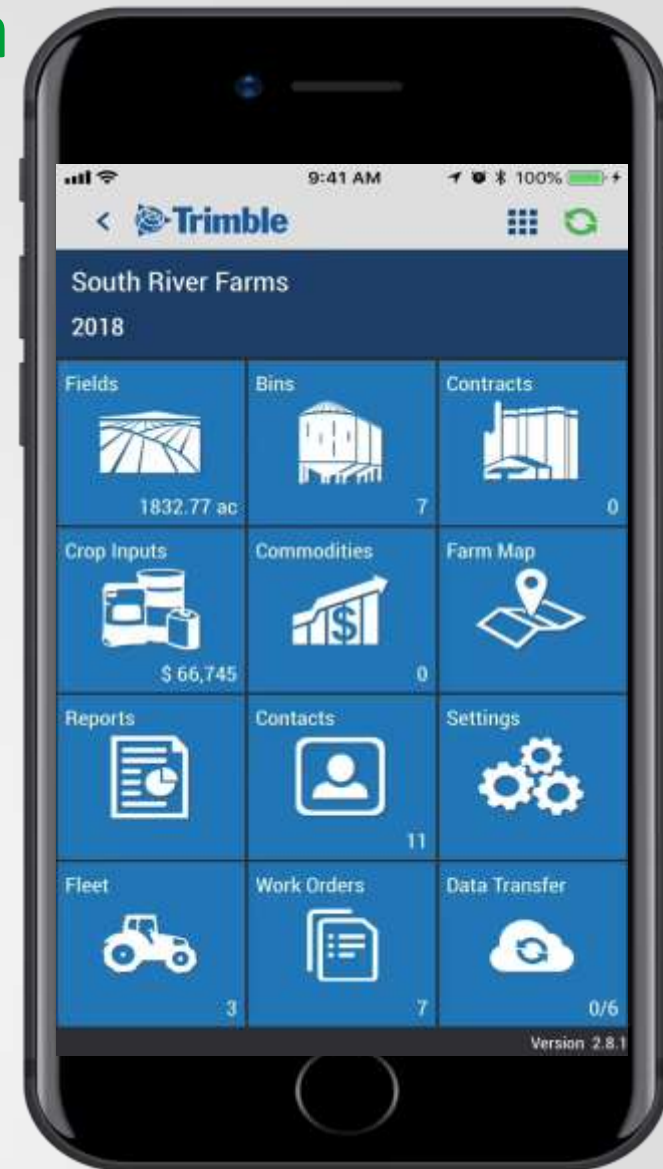 9:41 AM 100%
Trimble
South River Farms
2018
Fields Bins Contracts
1832.77 ac 7 0
Crop Inputs Commodities Farm Map
$
$ 66,745 0
Reports Contacts Settings
11
Fleet Work Orders Data Transfer
3 7 0/6
Version 2.8.1